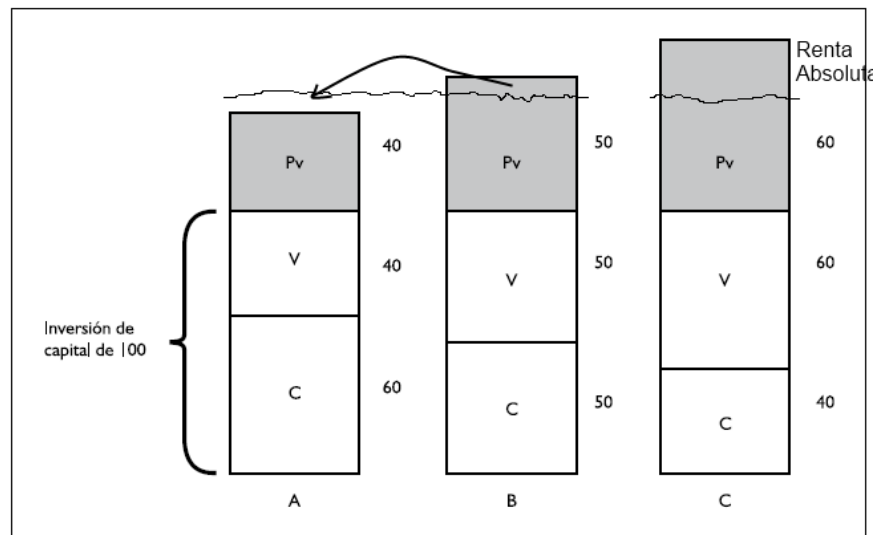 Renta
Absoluta
Pv
40
Pv
50
Pv
60
V
40
V
50
V
60
Inversión de
capital de 100
C
60
C
50
C
40
A
B
C